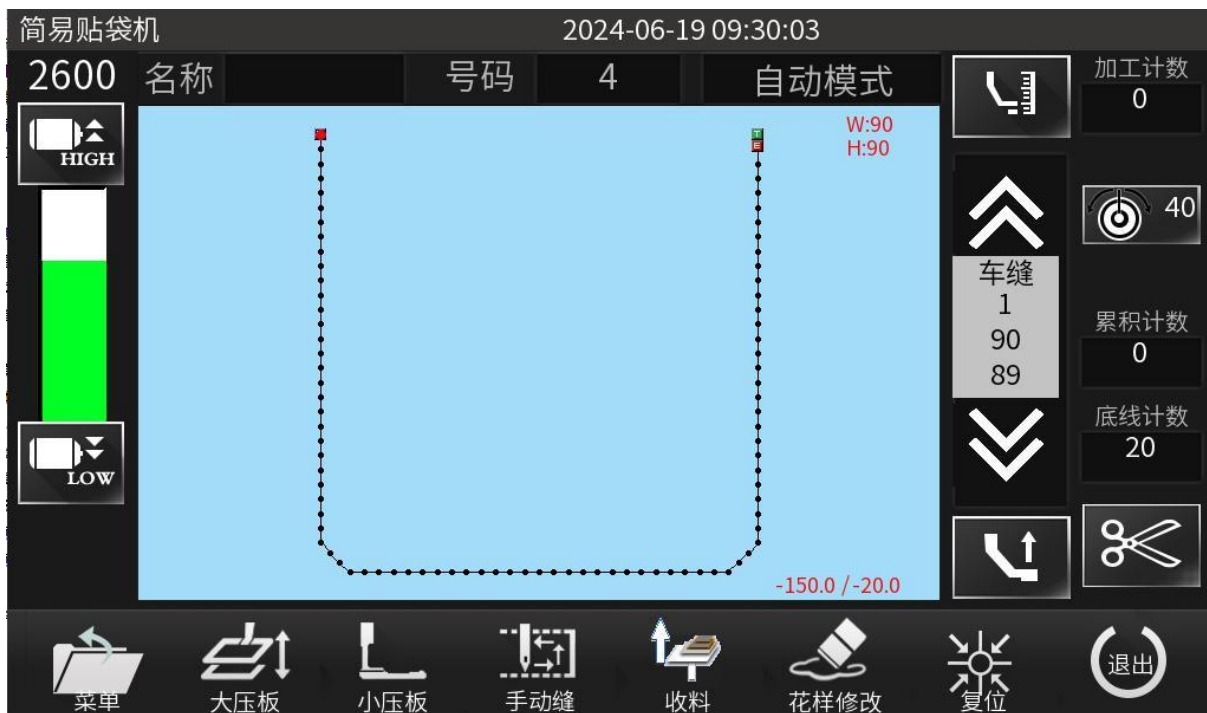 简易贴袋机 2024-06-19 09:30:03
2600 名称 号码 4 自动模式
加工计数
0
HIGH
W:90
H:90
T
E
40
车缝
1
90
89
累积计数
0
底线计数
20
LOW
-150.0 / -20.0
菜单 大压板 小压板 手动缝 收料 花样修改 复位 退出